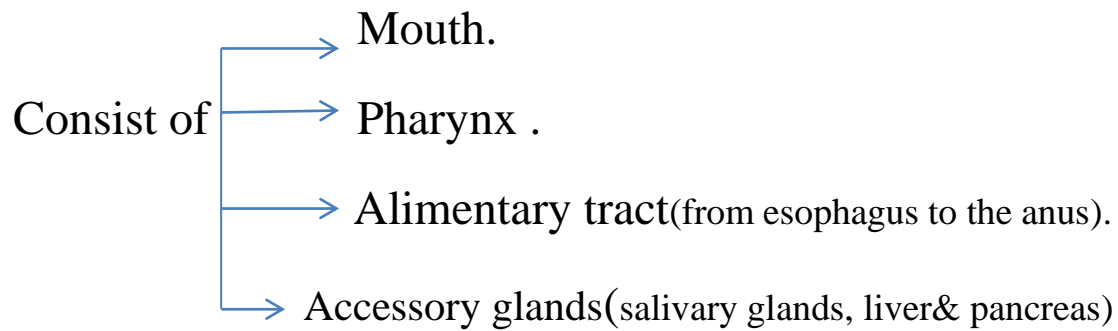 Mouth.
Consist of
Pharynx .
Alimentary tract(from esophagus to the anus).
Accessory glands(salivary glands, liver& pancreas)